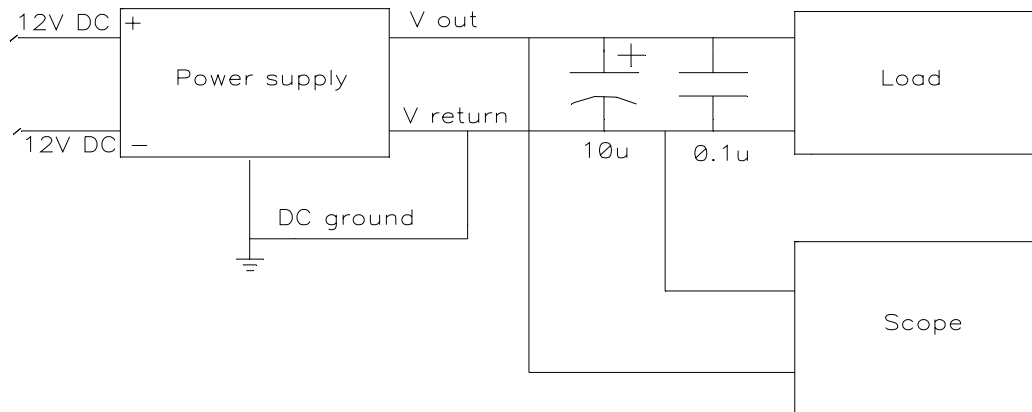 12V DC
+
V out
Power supply
+
Load
V return
12V DC
-
10u
0.1u
DC ground
Scope